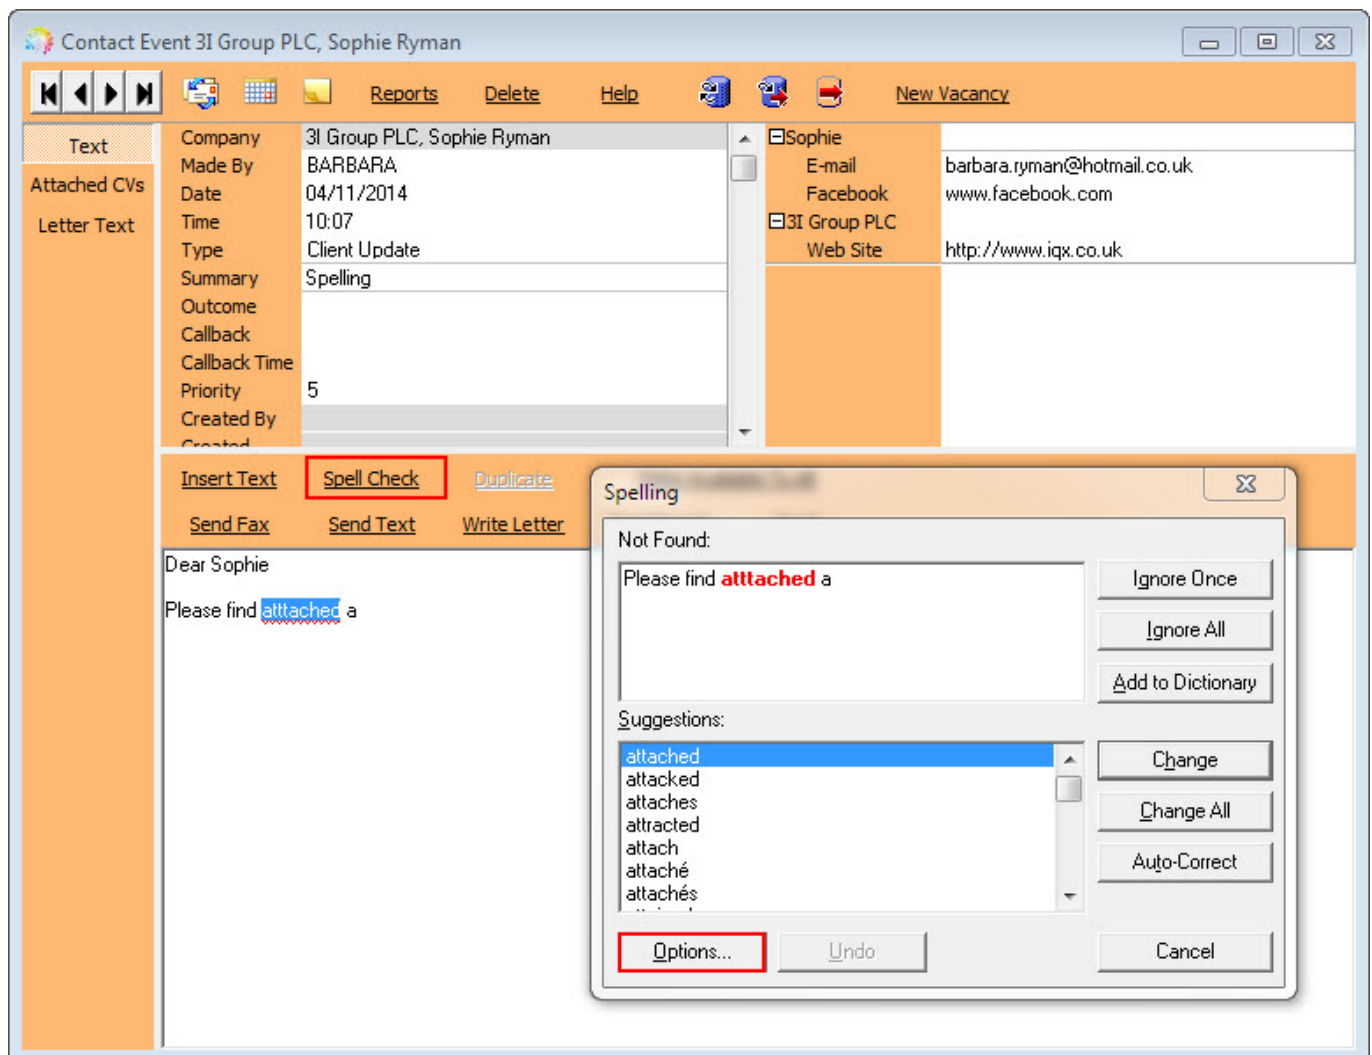 Contact Event 3I Group PLC, Sophie Ryman
Reports Delete Help New Vacancy
Text
Attached CVs
Letter Text
Company 3I Group PLC, Sophie Ryman
Made By BARBARA
Date 04/11/2014
Time 10:07
Type Client Update
Summary Spelling
Outcome
Callback
Callback Time
Priority 5
Created By
Created
Sophie
E-mail barbara.ryman@hotmail.co.uk
Facebook www.facebook.com
3I Group PLC
Web Site http://www.iqx.co.uk
Insert Text Spell Check Duplicate
Send Fax Send Text Write Letter
Dear Sophie
Please find atttached a
Spelling
Not Found:
Please find atttached a
Ignore Once
Ignore All
Add to Dictionary
Suggestions:
attached
attacked
attaches
attracted
attach
attaché
attachés
Change
Change All
Auto-Correct
Options... Undo Cancel